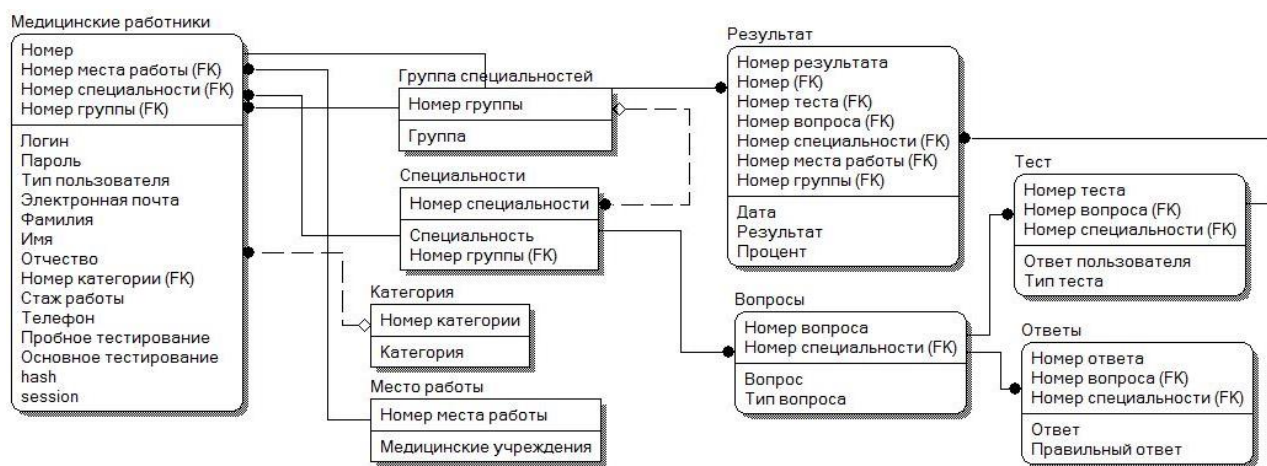 Медицинские работники
Номер
Номер места работы (FK)
Номер специальности (FK)
Номер группы (FK)
Логин
Пароль
Тип пользователя
Электронная почта
Фамилия
Имя
Отчество
Номер категории (FK)
Стаж работы
Телефон
Пробное тестирование
Основное тестирование
hash
session
Группа специальностей
Номер группы
Группа
Специальности
Номер специальности
Специальность
Номер группы (FK)
Категория
Номер категории
Категория
Место работы
Номер места работы
Медицинские учреждения
Результат
Номер результата
Номер (FK)
Номер теста (FK)
Номер вопроса (FK)
Номер специальности (FK)
Номер места работы (FK)
Номер группы (FK)
Дата
Результат
Процент
Вопросы
Номер вопроса
Номер специальности (FK)
Вопрос
Тип вопроса
Тест
Номер теста
Номер вопроса (FK)
Номер специальности (FK)
Ответ пользователя
Тип теста
Ответы
Номер ответа
Номер вопроса (FK)
Номер специальности (FK)
Ответ
Правильный ответ